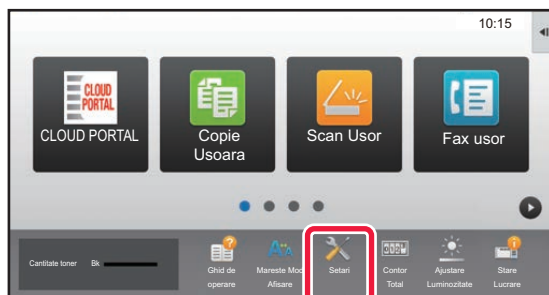 10:15
CLOUD
PORTAL
CLOUD PORTAL
Copie
Usoara
Scan Usor
Fax usor
Cantitate toner
Bk
Ghid de
operare
Mareste Mod
Afisare
Setari
Contor
Total
Ajustare
Luminozitate
Stare
Lucrare